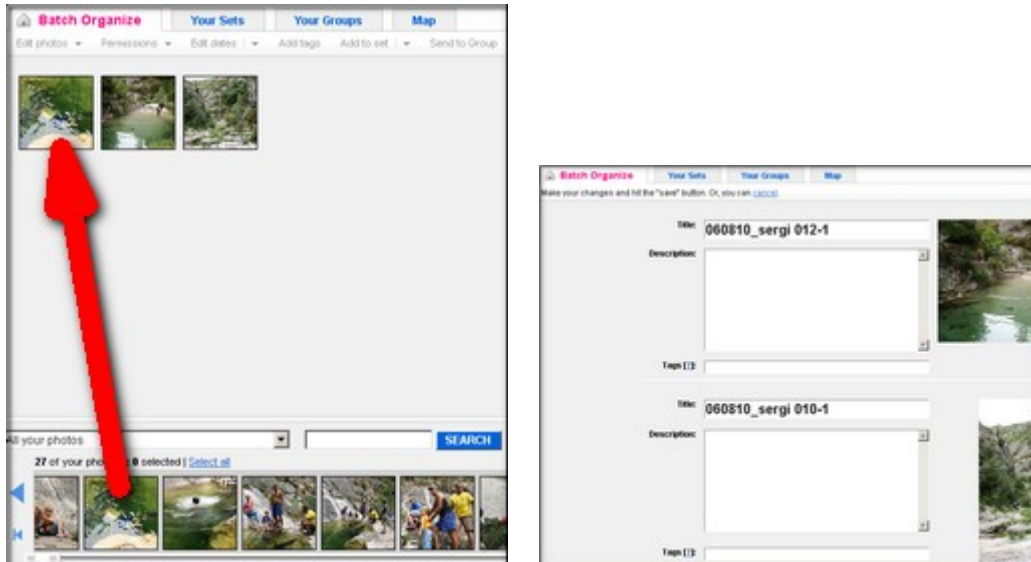 Batch Organize Your Sets Your Groups Map
Edit photos Permissions Edit dates Add tags Add to set Send to Group
All your photos SEARCH
27 of your 0 selected | Select all
Batch Organize Your Sets Your Groups Map
Make your changes and hit the "save" button. Or, you can cancel.
Title: 060810_sergi 012-1
Description:
Tags [?]:
Title: 060810_sergi 010-1
Description:
Tags [?]: